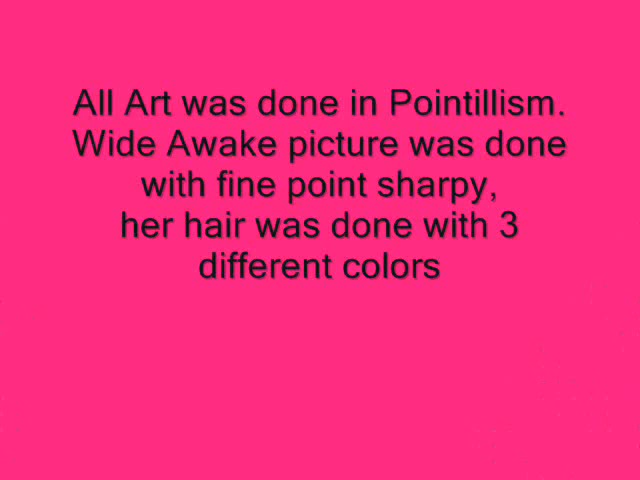 All Art was done in Pointillism.
Wide Awake picture was done
with fine point sharpy,
her hair was done with 3
different colors